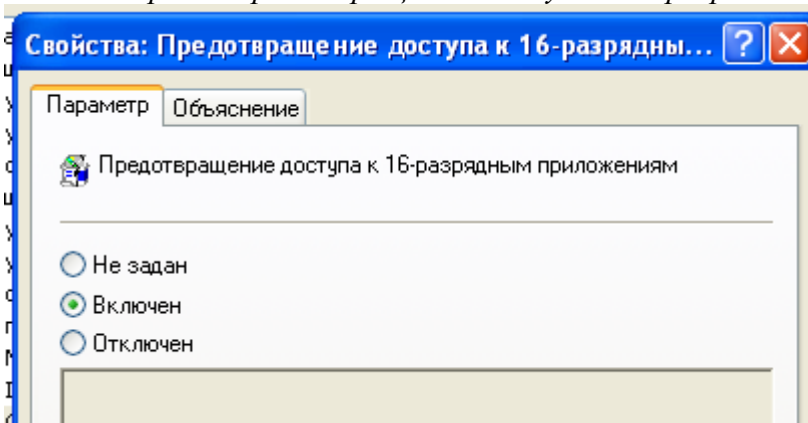 Свойства: Предотвращение доступа к 16-разрядны...
Параметр Объяснение
Предотвращение доступа к 16-разрядным приложениям
Не задан
Включен
Отключен